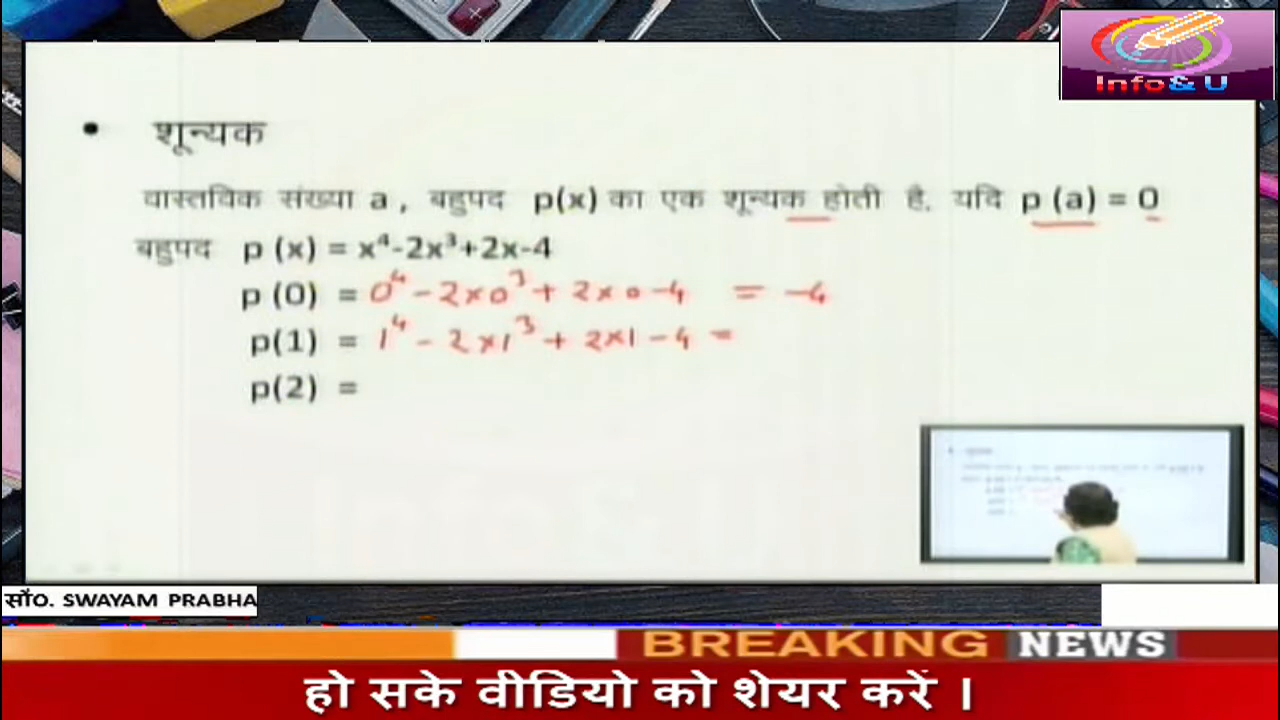 Info& U
• शून्यक
वास्तविक संख्या a , बहुपद p(x) का एक शून्यक होती है. यदि p (a) = 0
बहुपद p (x) = x⁴-2x³+2x-4
p (0) = 0⁴ - 2×0³ + 2×0-4 = -4
p(1) = 1⁴ - 2×1³ + 2×1 - 4 =
p(2) =
सौ०. SWAYAM PRABHA
BREAKING NEWS
हो सके वीडियो को शेयर करें ।